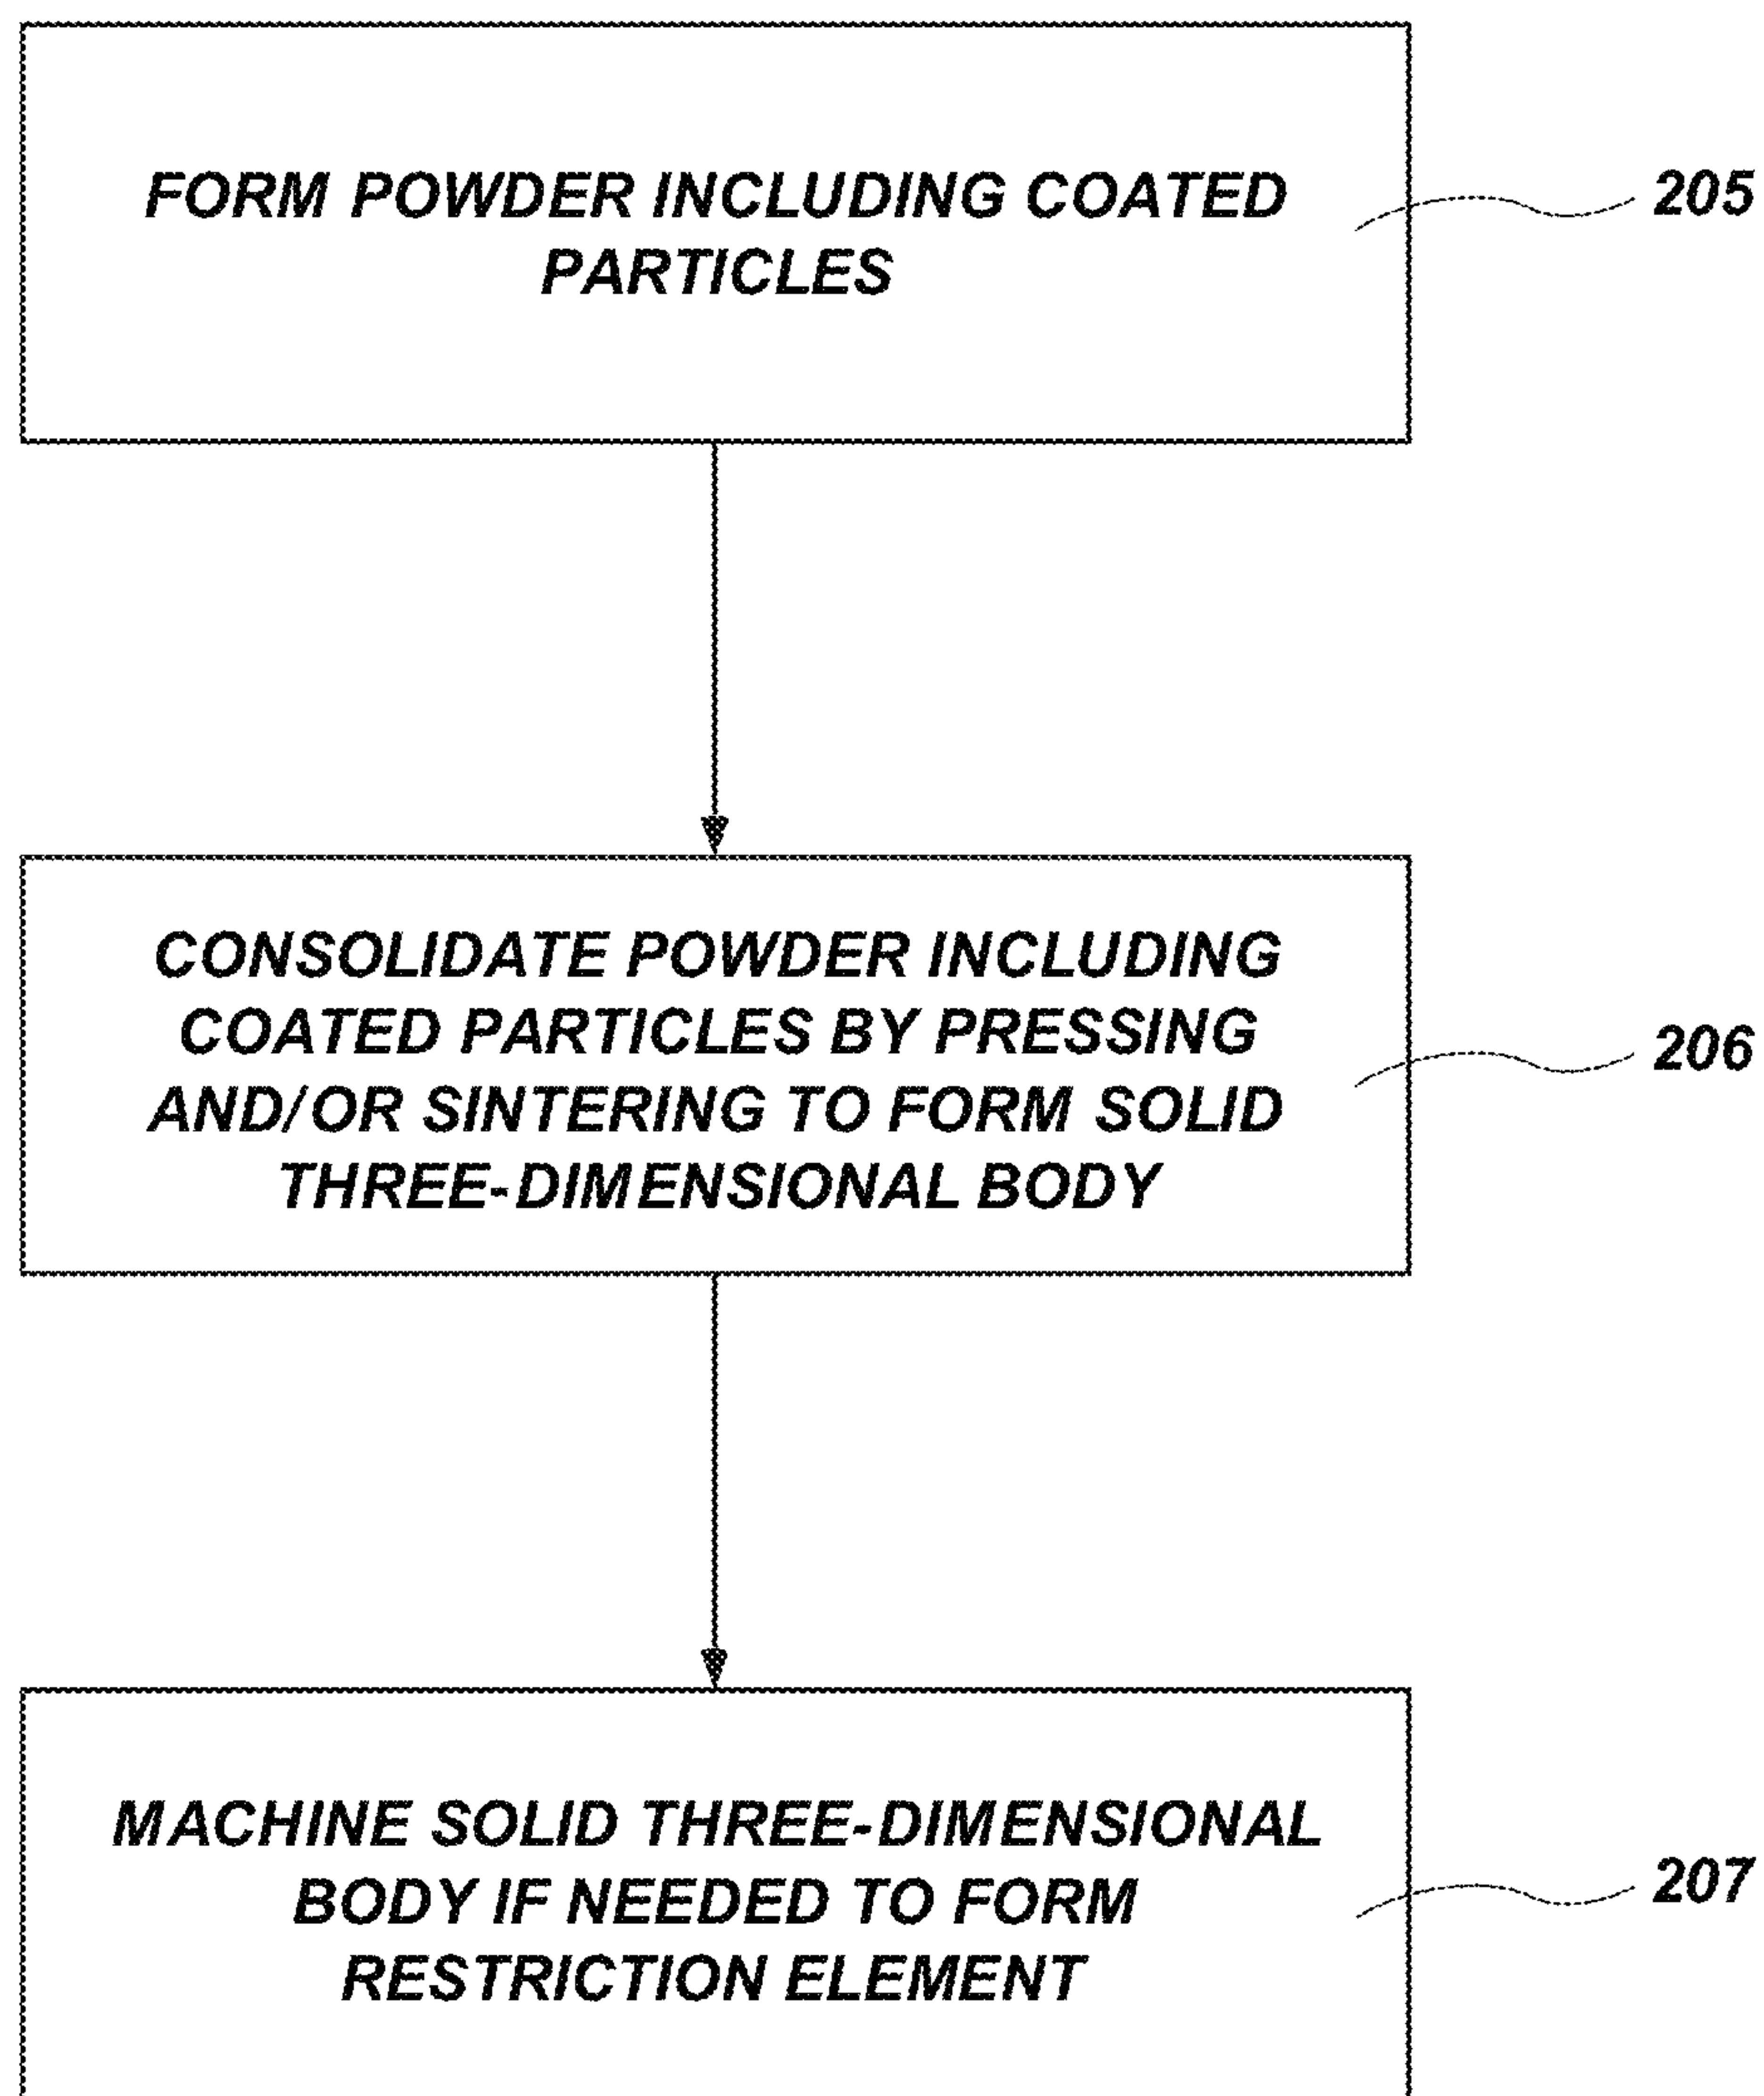 FORM POWDER INCLUDING COATED
PARTICLES
205
CONSOLIDATE POWDER INCLUDING
COATED PARTICLES BY PRESSING
AND/OR SINTERING TO FORM SOLID
THREE-DIMENSIONAL BODY
206
MACHINE SOLID THREE-DIMENSIONAL
BODY IF NEEDED TO FORM
RESTRICTION ELEMENT
207